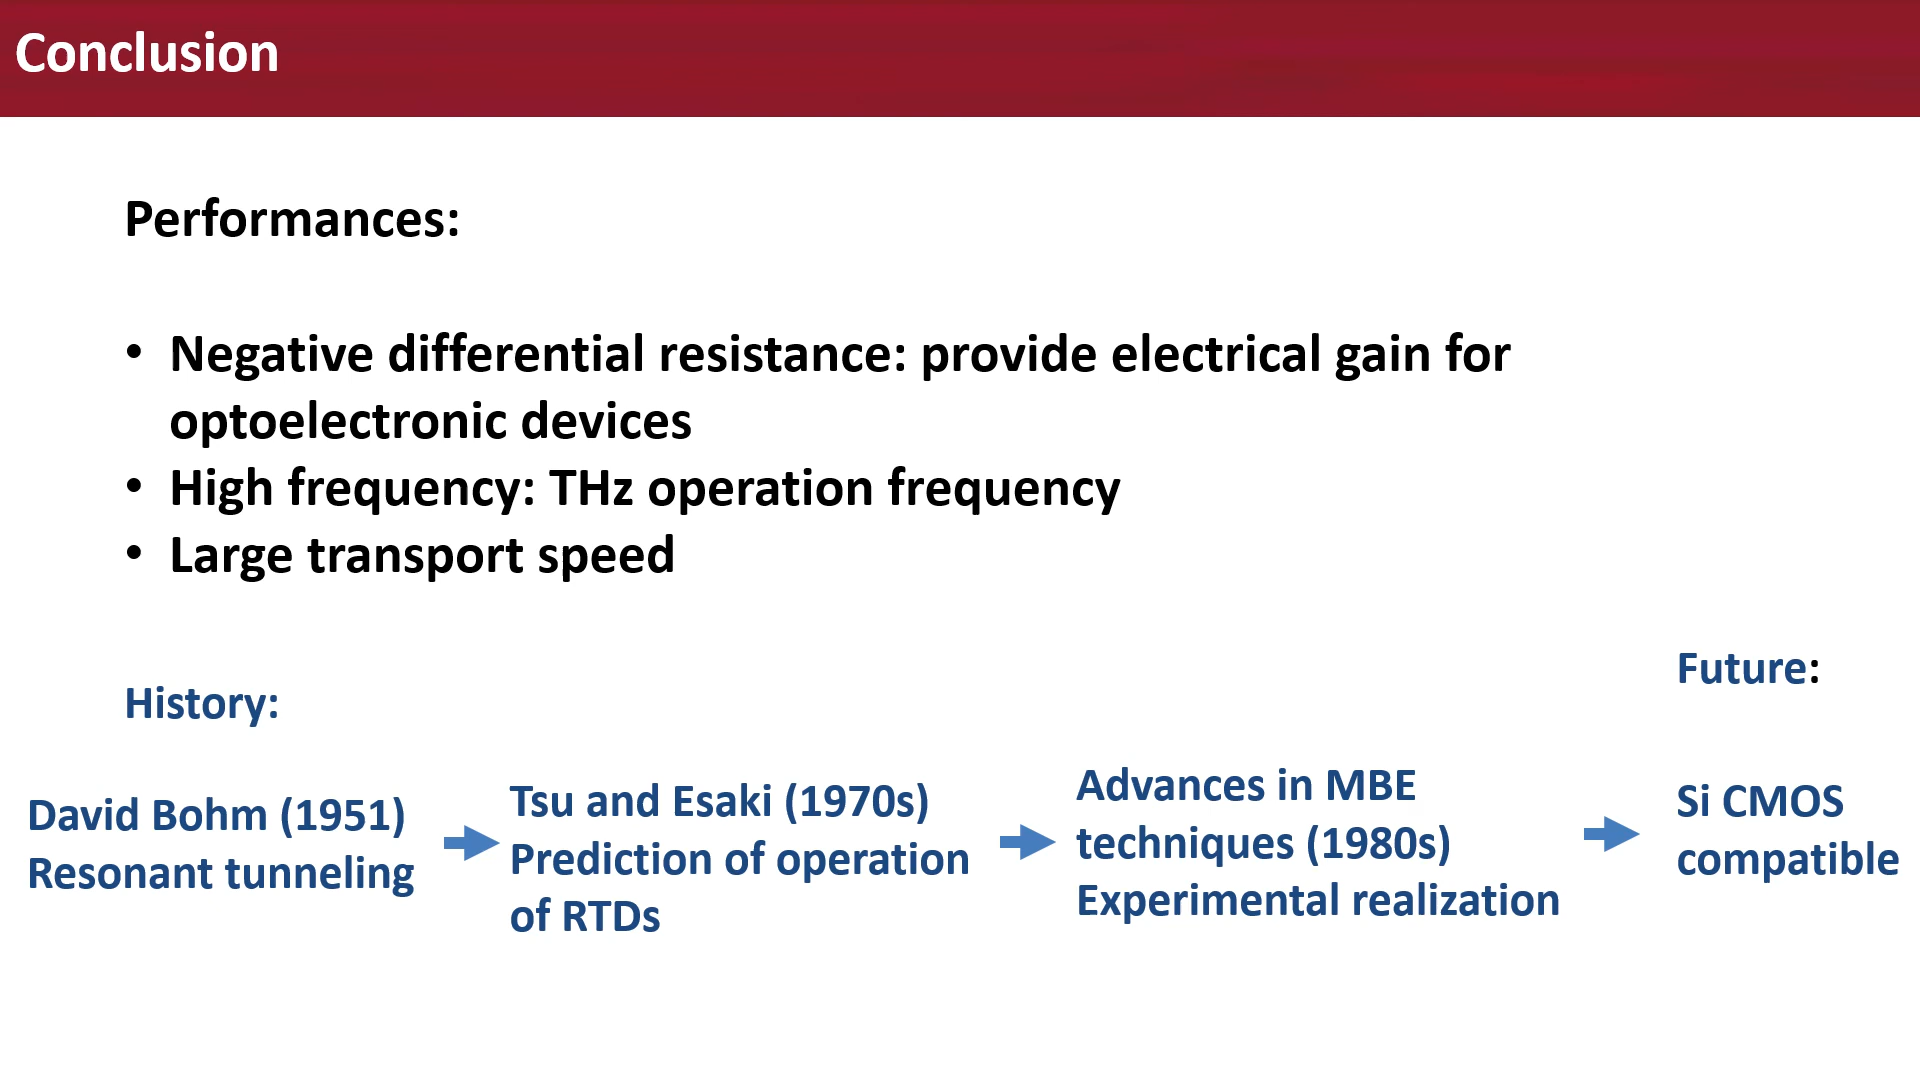 Conclusion
Performances:
• Negative differential resistance: provide electrical gain for
optoelectronic devices
• High frequency: THz operation frequency
• Large transport speed
History:
David Bohm (1951)
Resonant tunneling
Tsu and Esaki (1970s)
Prediction of operation
of RTDs
Advances in MBE
techniques (1980s)
Experimental realization
Future:
Si CMOS
compatible